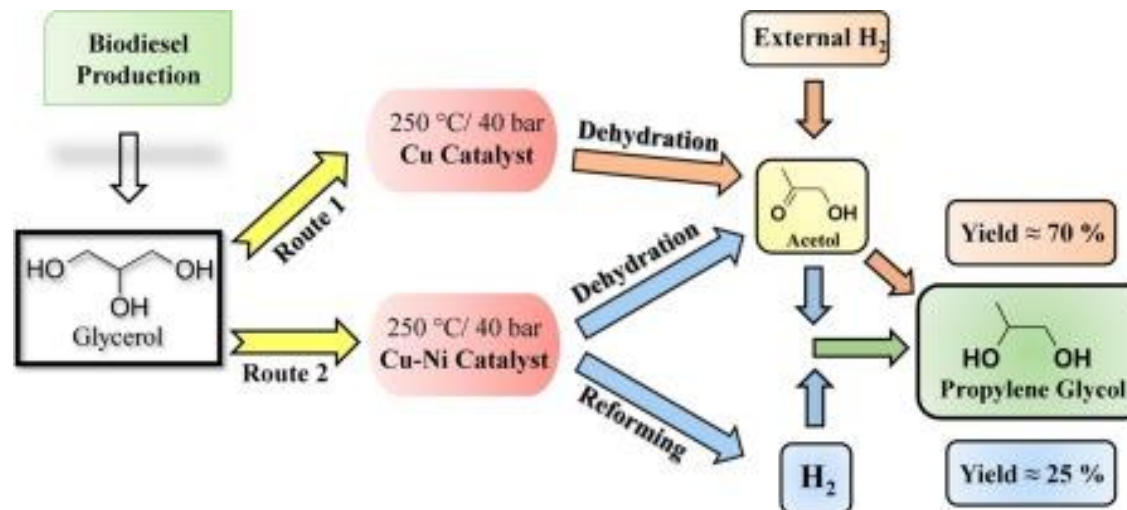 Biodiesel
Production
External H₂
250 °C/ 40 bar
Cu Catalyst
Dehydration
Route 1
O
OH
Acetol
Yield ≈ 70 %
HO
OH
OH
Glycerol
Route 2
250 °C/ 40 bar
Cu-Ni Catalyst
Dehydration
Reforming
HO
OH
Propylene Glycol
H₂
Yield ≈ 25 %